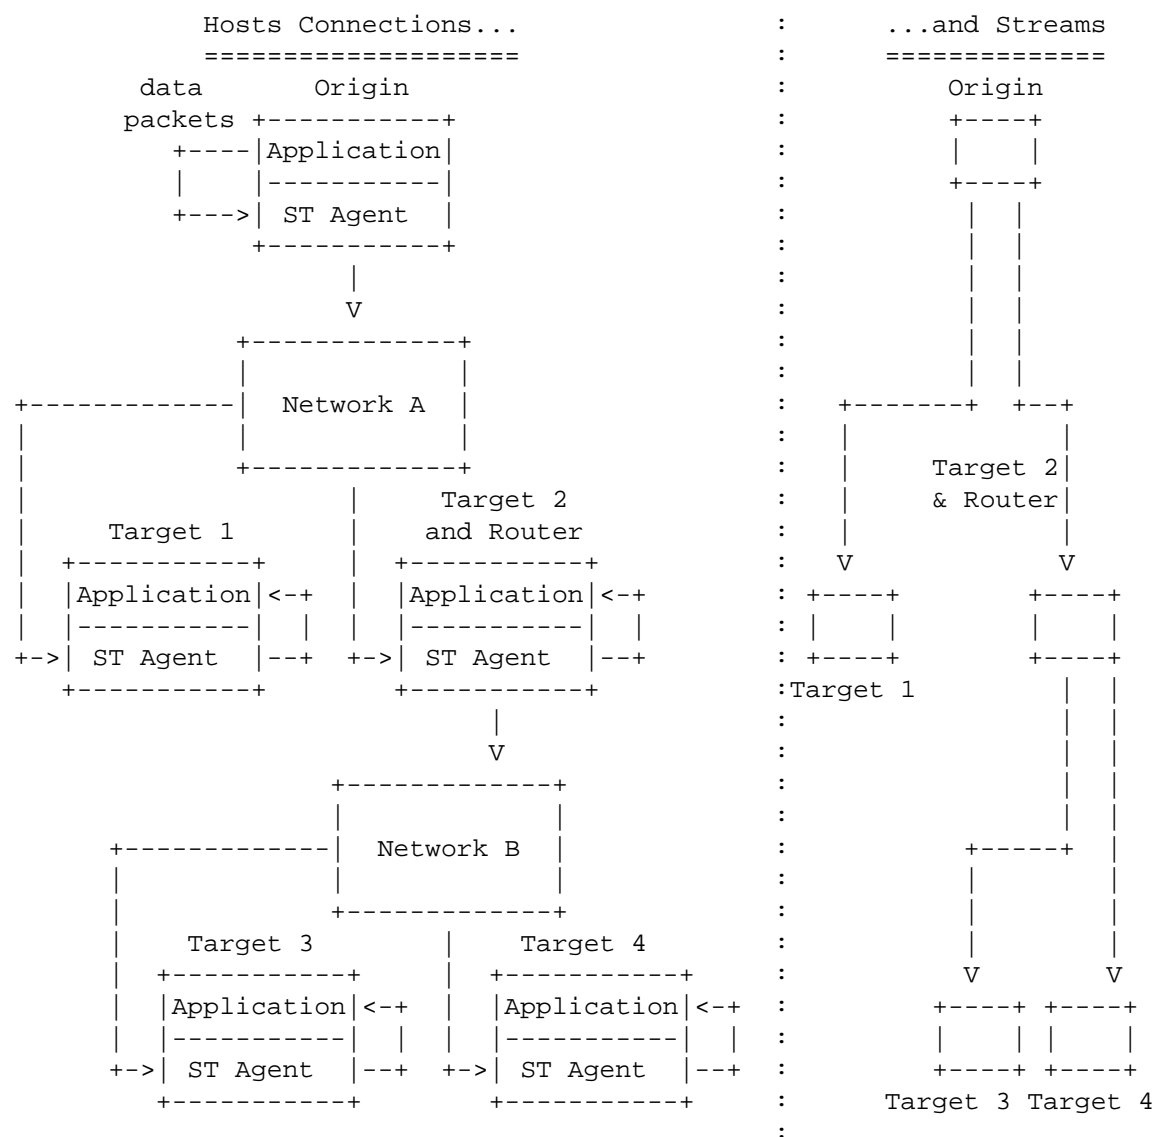 Hosts Connections... : ...and Streams
==================== : ==============
data Origin : Origin
packets
Application
ST Agent
V
Network A
Target 2 : Target 2
Target 1 and Router : & Router
V V
Application Application
ST Agent ST Agent
Target 1
V
Network B
Target 3 Target 4
V V
Application Application
ST Agent ST Agent
Target 3 Target 4